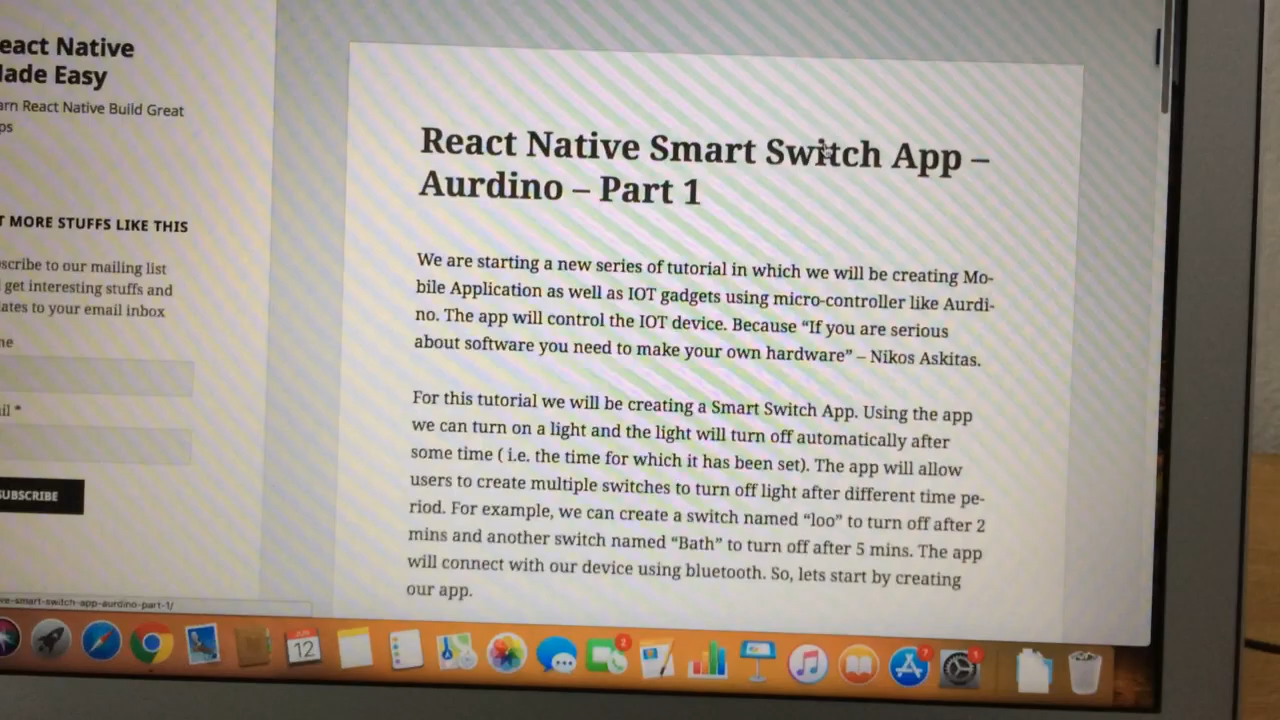 eact Native
ade Easy
arn React Native Build Great
ps
T MORE STUFFS LIKE THIS
scribe to our mailing list
get interesting stuffs and
ates to your email inbox
me
ail *
SUBSCRIBE
React Native Smart Switch App –
Aurdino – Part 1
We are starting a new series of tutorial in which we will be creating Mo-
bile Application as well as IOT gadgets using micro-controller like Aurdi-
no. The app will control the IOT device. Because “If you are serious
about software you need to make your own hardware” – Nikos Askitas.
For this tutorial we will be creating a Smart Switch App. Using the app
we can turn on a light and the light will turn off automatically after
some time ( i.e. the time for which it has been set). The app will allow
users to create multiple switches to turn off light after different time pe-
riod. For example, we can create a switch named “loo” to turn off after 2
mins and another switch named “Bath” to turn off after 5 mins. The app
will connect with our device using bluetooth. So, lets start by creating
our app.
ve-smart-switch-app-aurdino-part-1/
12
2
7
1